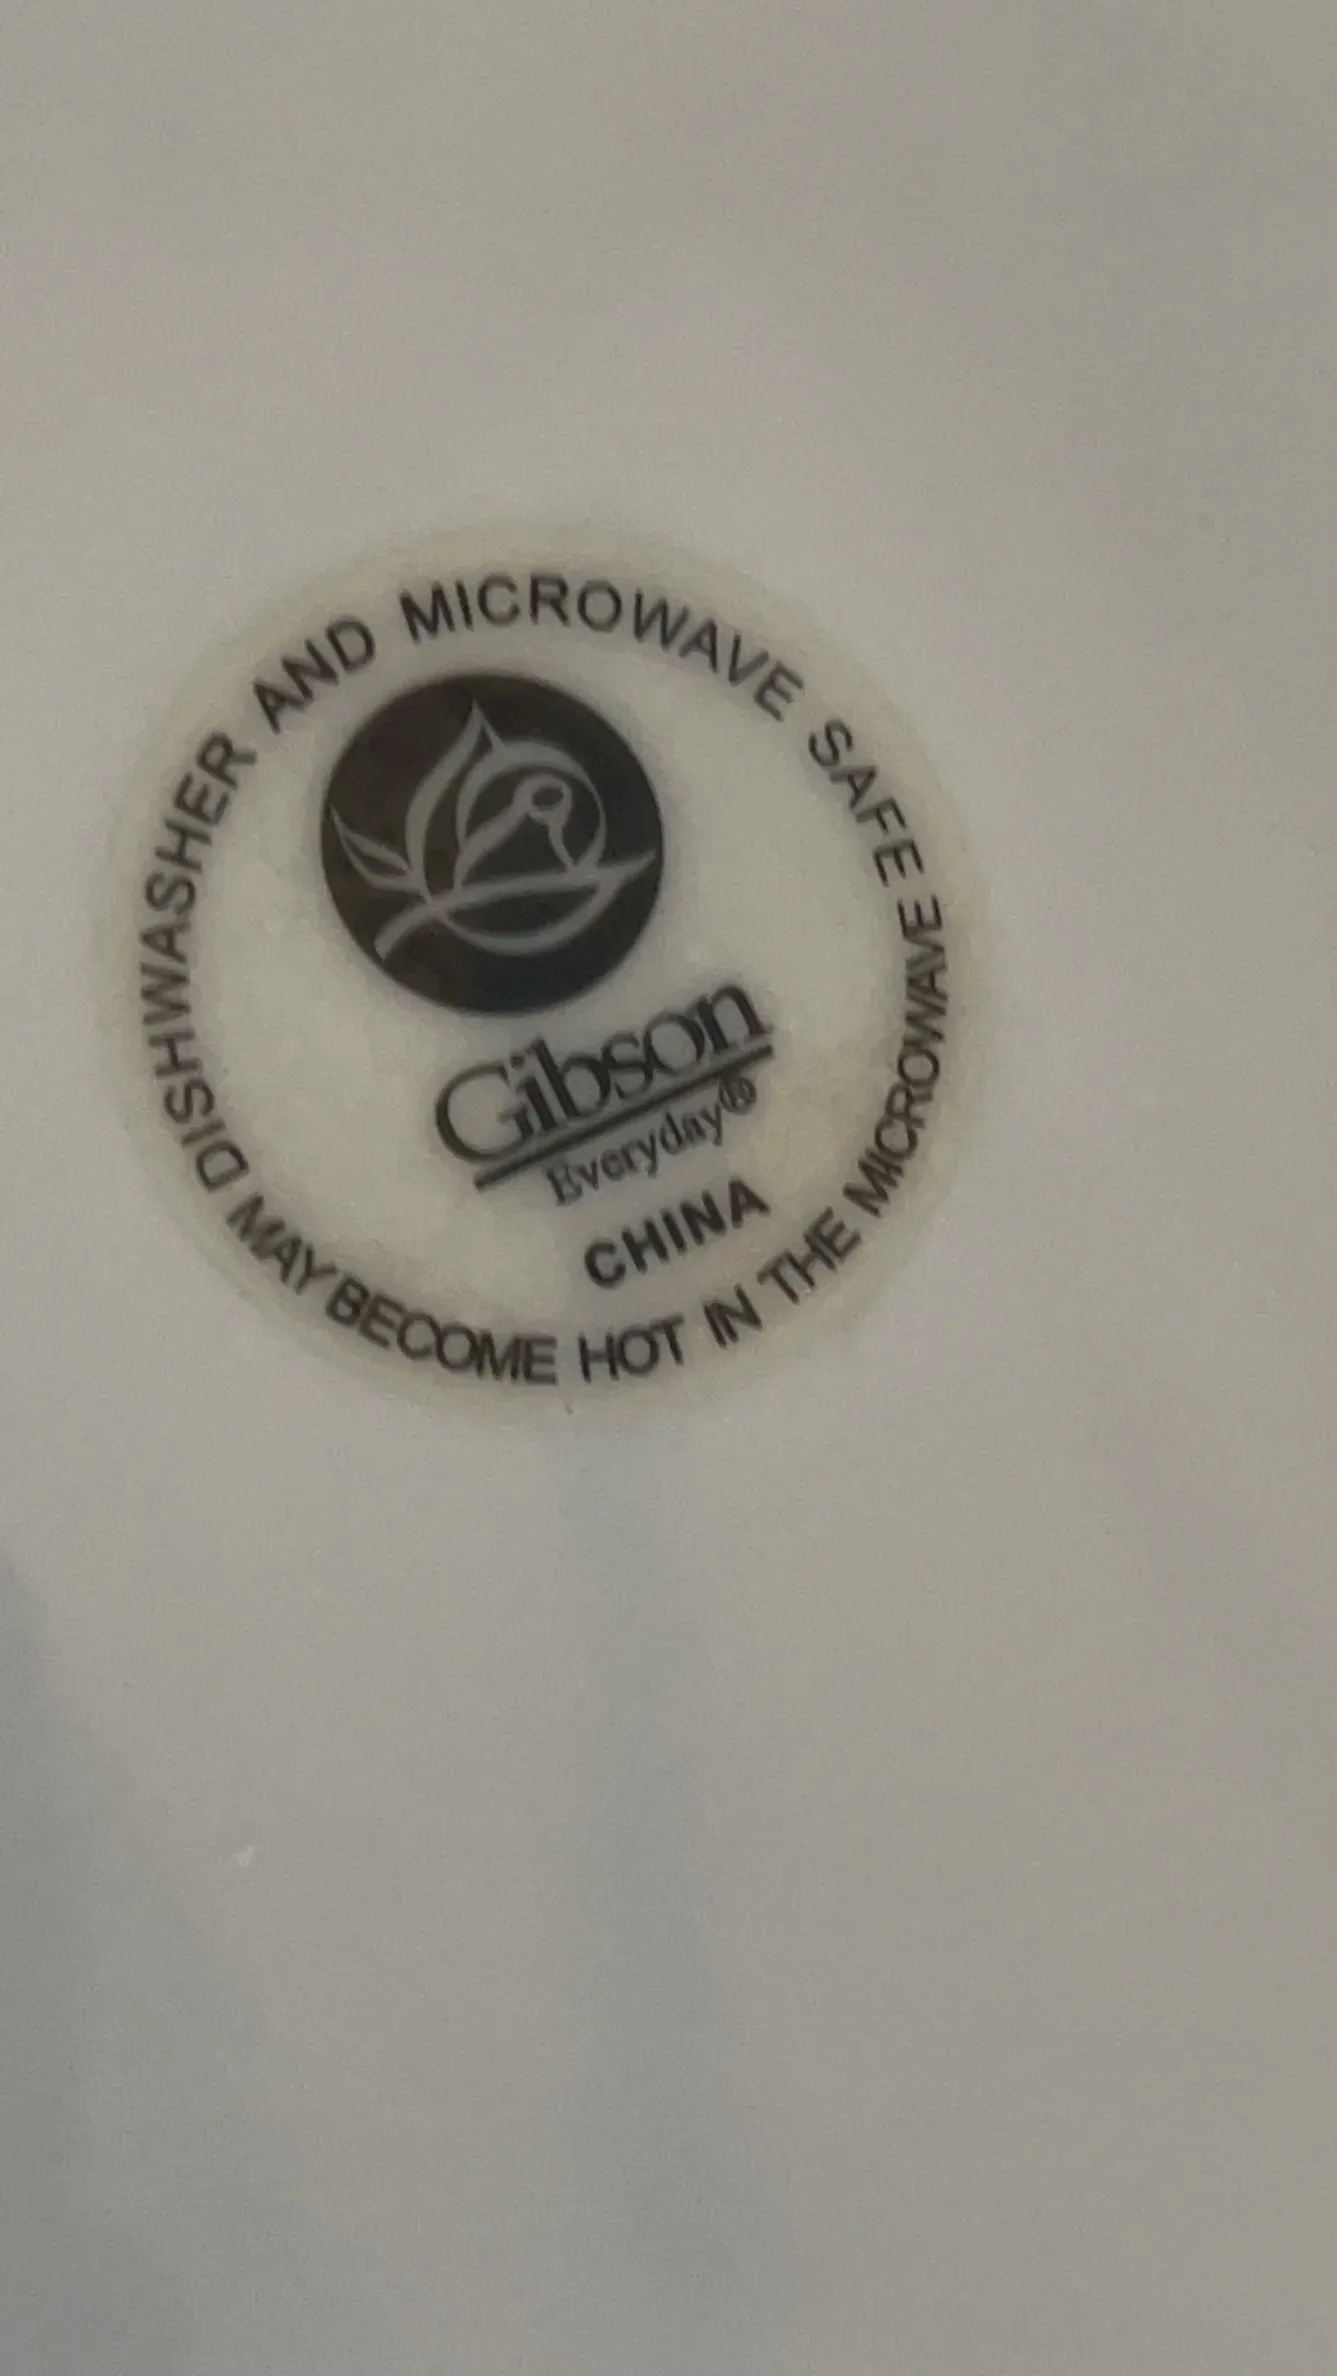 DISHWASHER AND MICROWAVE SAFE
Gibson
Everyday®
CHINA
MAY BECOME HOT IN THE MICROWAVE